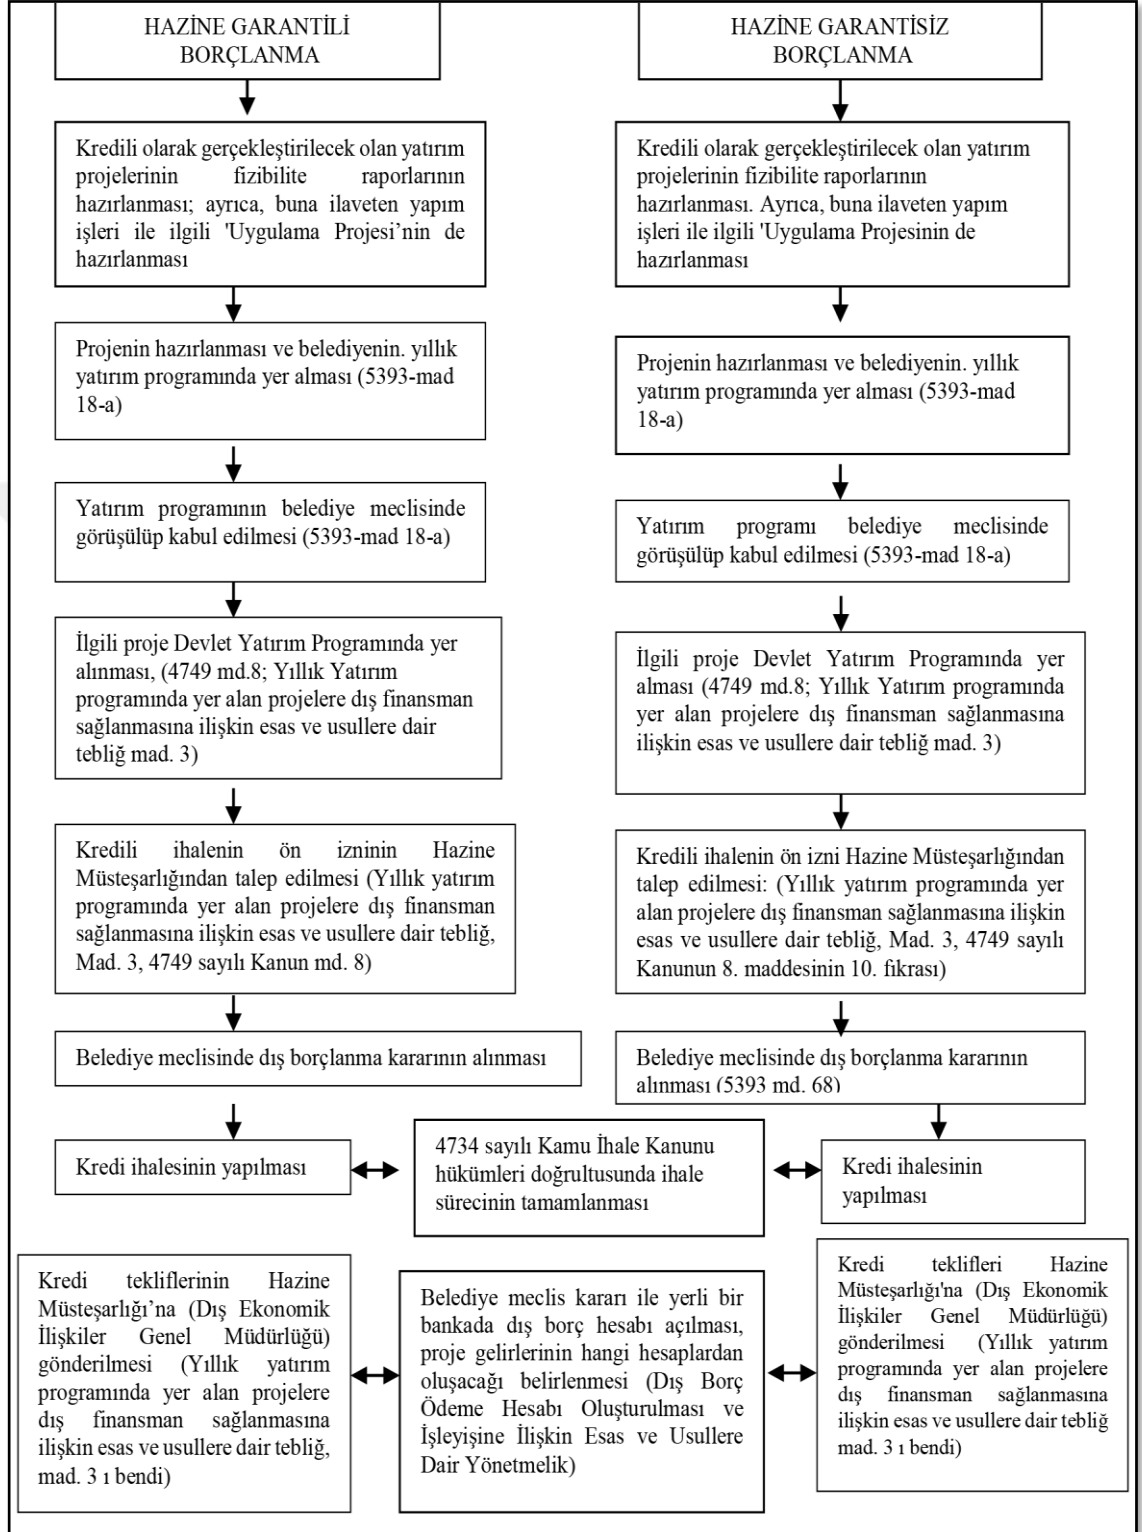 HAZİNE GARANTİLİ
BORÇLANMA
Kredili olarak gerçekleştirilecek olan yatırım
projelerinin fizibilite raporlarının
hazırlanması; ayrıca, buna ilaveten yapım
işleri ile ilgili 'Uygulama Projesi’nin de
hazırlanması
Projenin hazırlanması ve belediyenin. yıllık
yatırım programında yer alması (5393-mad
18-a)
Yatırım programının belediye meclisinde
görüşülüp kabul edilmesi (5393-mad 18-a)
İlgili proje Devlet Yatırım Programında yer
alınması, (4749 md.8; Yıllık Yatırım
programında yer alan projelere dış finansman
sağlanmasına ilişkin esas ve usullere dair
tebliğ mad. 3)
Kredili ihalenin ön izninin Hazine
Müsteşarlığından talep edilmesi (Yıllık yatırım
programında yer alan projelere dış finansman
sağlanmasına ilişkin esas ve usullere dair tebliğ,
Mad. 3, 4749 sayılı Kanun md. 8)
Belediye meclisinde dış borçlanma kararının alınması
Kredi ihalesinin yapılması
Kredi tekliflerinin Hazine
Müsteşarlığı’na (Dış Ekonomik
İlişkiler Genel Müdürlüğü)
gönderilmesi (Yıllık yatırım
programında yer alan projelere
dış finansman sağlanmasına
ilişkin esas ve usullere dair tebliğ,
mad. 3 ı bendi)
4734 sayılı Kamu İhale Kanunu
hükümleri doğrultusunda ihale
sürecinin tamamlanması
Belediye meclis kararı ile yerli bir
bankada dış borç hesabı açılması,
proje gelirlerinin hangi hesaplardan
oluşacağı belirlenmesi (Dış Borç
Ödeme Hesabı Oluşturulması ve
İşleyişine İlişkin Esas ve Usullere
Dair Yönetmelik)
HAZİNE GARANTİSİZ
BORÇLANMA
Kredili olarak gerçekleştirilecek olan yatırım
projelerinin fizibilite raporlarının
hazırlanması. Ayrıca, buna ilaveten yapım
işleri ile ilgili 'Uygulama Projesinin de
hazırlanması
Projenin hazırlanması ve belediyenin. yıllık
yatırım programında yer alması (5393-mad
18-a)
Yatırım programı belediye meclisinde
görüşülüp kabul edilmesi (5393-mad 18-a)
İlgili proje Devlet Yatırım Programında yer
alması (4749 md.8; Yıllık Yatırım programında
yer alan projelere dış finansman sağlanmasına
ilişkin esas ve usullere dair tebliğ mad. 3)
Kredili ihalenin ön izni Hazine Müsteşarlığından
talep edilmesi: (Yıllık yatırım programında yer
alan projelere dış finansman sağlanmasına ilişkin
esas ve usullere dair tebliğ, Mad. 3, 4749 sayılı
Kanunun 8. maddesinin 10. fıkrası)
Belediye meclisinde dış borçlanma kararının
alınması (5393 md. 68)
Kredi ihalesinin
yapılması
Kredi teklifleri Hazine
Müsteşarlığı'na (Dış Ekonomik
İlişkiler Genel Müdürlüğü)
gönderilmesi (Yıllık yatırım
programında yer alan projelere
dış finansman sağlanmasına
ilişkin esas ve usullere dair tebliğ
mad. 3 ı bendi)